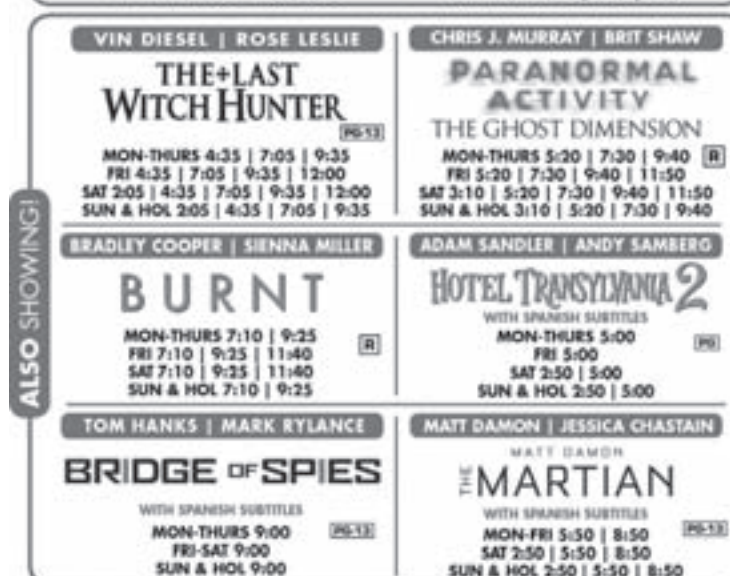 ALSO SHOWING!
VIN DIESEL | ROSE LESLIE
THE+LAST
WITCH HUNTER
PG-13
MON-THURS 4:35 | 7:05 | 9:35
FRI 4:35 | 7:05 | 9:35 | 12:00
SAT 2:05 | 4:35 | 7:05 | 9:35 | 12:00
SUN & HOL 2:05 | 4:35 | 7:05 | 9:35
CHRIS J. MURRAY | BRIT SHAW
PARANORMAL
ACTIVITY
THE GHOST DIMENSION
MON-THURS 5:20 | 7:30 | 9:40 R
FRI 5:20 | 7:30 | 9:40 | 11:50
SAT 3:10 | 5:20 | 7:30 | 9:40 | 11:50
SUN & HOL 3:10 | 5:20 | 7:30 | 9:40
BRADLEY COOPER | SIENNA MILLER
BURNT
MON-THURS 7:10 | 9:25
FRI 7:10 | 9:25 | 11:40 R
SAT 7:10 | 9:25 | 11:40
SUN & HOL 7:10 | 9:25
ADAM SANDLER | ANDY SAMBERG
HOTEL TRANSYLVANIA 2
WITH SPANISH SUBTITLES
MON-THURS 5:00 PG
FRI 5:00
SAT 2:50 | 5:00
SUN & HOL 2:50 | 5:00
TOM HANKS | MARK RYLANCE
BRIDGE OF SPIES
WITH SPANISH SUBTITLES
MON-THURS 9:00 PG-13
FRI-SAT 9:00
SUN & HOL 9:00
MATT DAMON | JESSICA CHASTAIN
MATT DAMON
THE MARTIAN
WITH SPANISH SUBTITLES
MON-FRI 5:50 | 8:50 PG-13
SAT 2:50 | 5:50 | 8:50
SUN & HOL 2:50 | 5:50 | 8:50